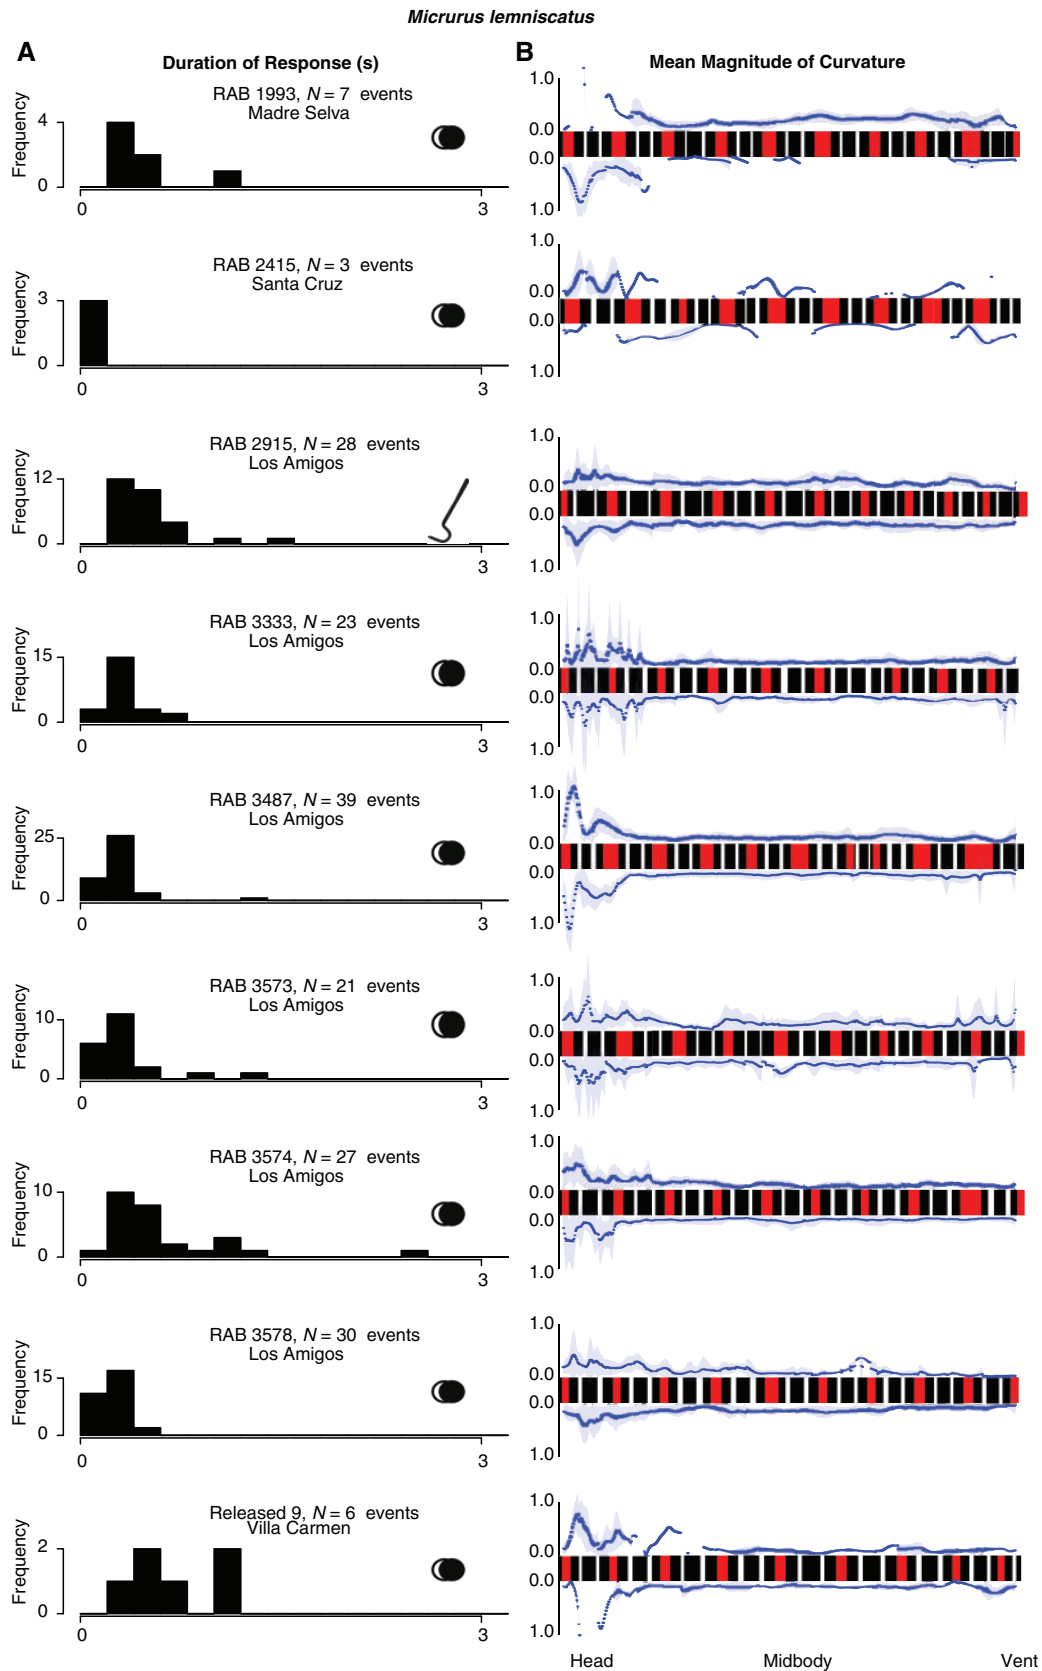 Micrurus lemniscatus
A
B
Duration of Response (s)
Mean Magnitude of Curvature
RAB 1993, N = 7 events
Madre Selva
Frequency
4
0
0
3
1.0
0.0
0.0
1.0
RAB 2415, N = 3 events
Santa Cruz
Frequency
3
0
0
3
1.0
0.0
0.0
1.0
RAB 2915, N = 28 events
Los Amigos
Frequency
12
0
0
3
1.0
0.0
0.0
1.0
RAB 3333, N = 23 events
Los Amigos
Frequency
15
0
0
3
1.0
0.0
0.0
1.0
RAB 3487, N = 39 events
Los Amigos
Frequency
25
0
0
3
1.0
0.0
0.0
1.0
RAB 3573, N = 21 events
Los Amigos
Frequency
10
0
0
3
1.0
0.0
0.0
1.0
RAB 3574, N = 27 events
Los Amigos
Frequency
10
0
0
3
1.0
0.0
0.0
1.0
RAB 3578, N = 30 events
Los Amigos
Frequency
15
0
0
3
1.0
0.0
0.0
1.0
Released 9, N = 6 events
Villa Carmen
Frequency
2
0
0
3
1.0
0.0
0.0
1.0
Head
Midbody
Vent